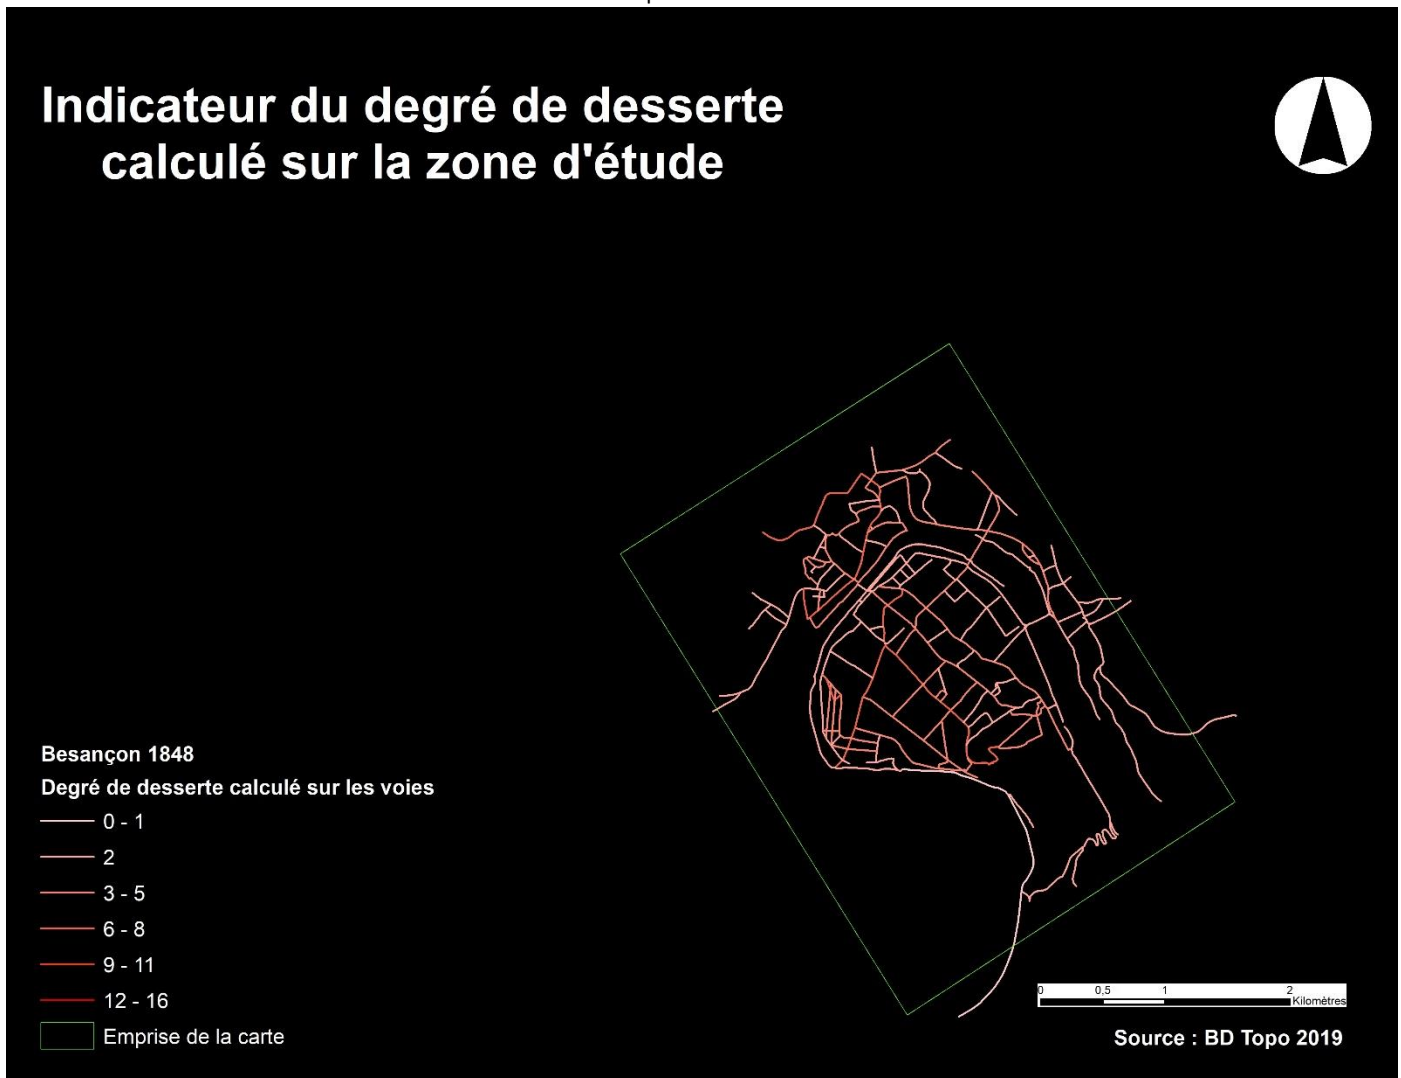 Indicateur du degré de desserte
calculé sur la zone d'étude
Besançon 1848
Degré de desserte calculé sur les voies
0 - 1
2
3 - 5
6 - 8
9 - 11
12 - 16
Emprise de la carte
0 0,5 1 2
Kilomètres
Source : BD Topo 2019